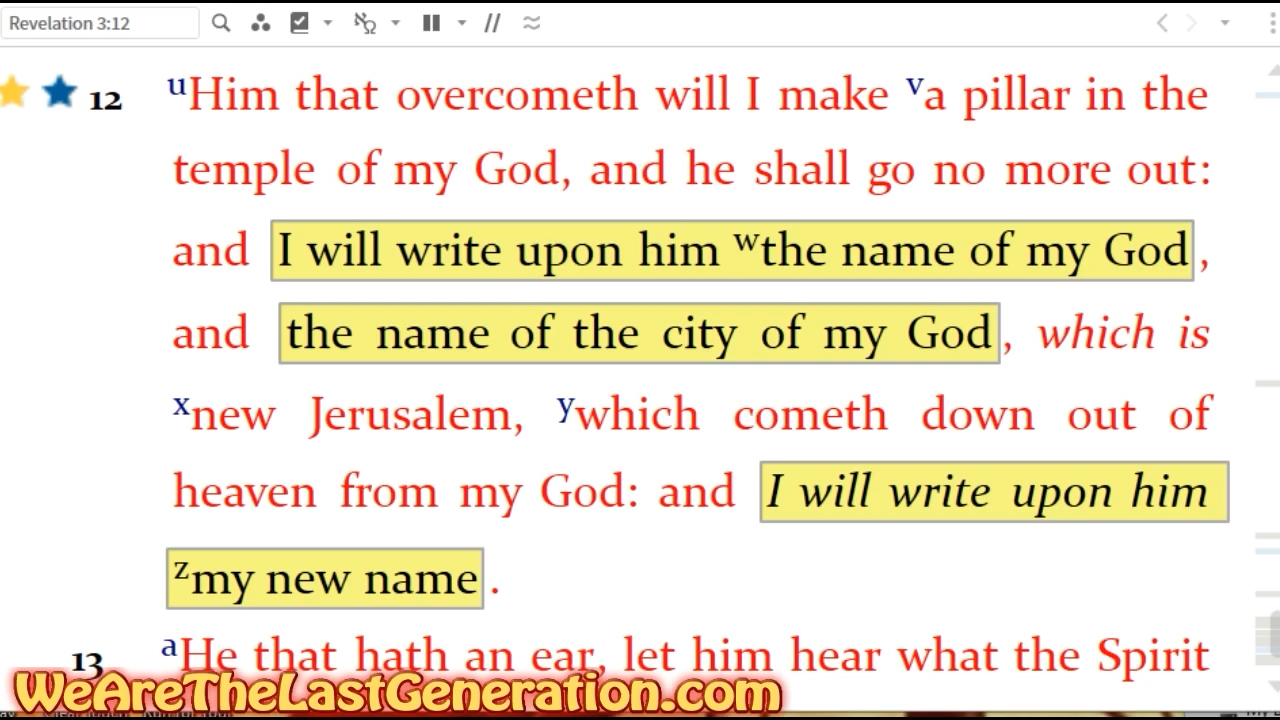 Revelation 3:12
12 uHim that overcometh will I make va pillar in the
temple of my God, and he shall go no more out:
and I will write upon him wthe name of my God,
and the name of the city of my God, which is
xnew Jerusalem, ywhich cometh down out of
heaven from my God: and I will write upon him
zmy new name.
13 aHe that hath an ear, let him hear what the Spirit
WeAreTheLastGeneration.com